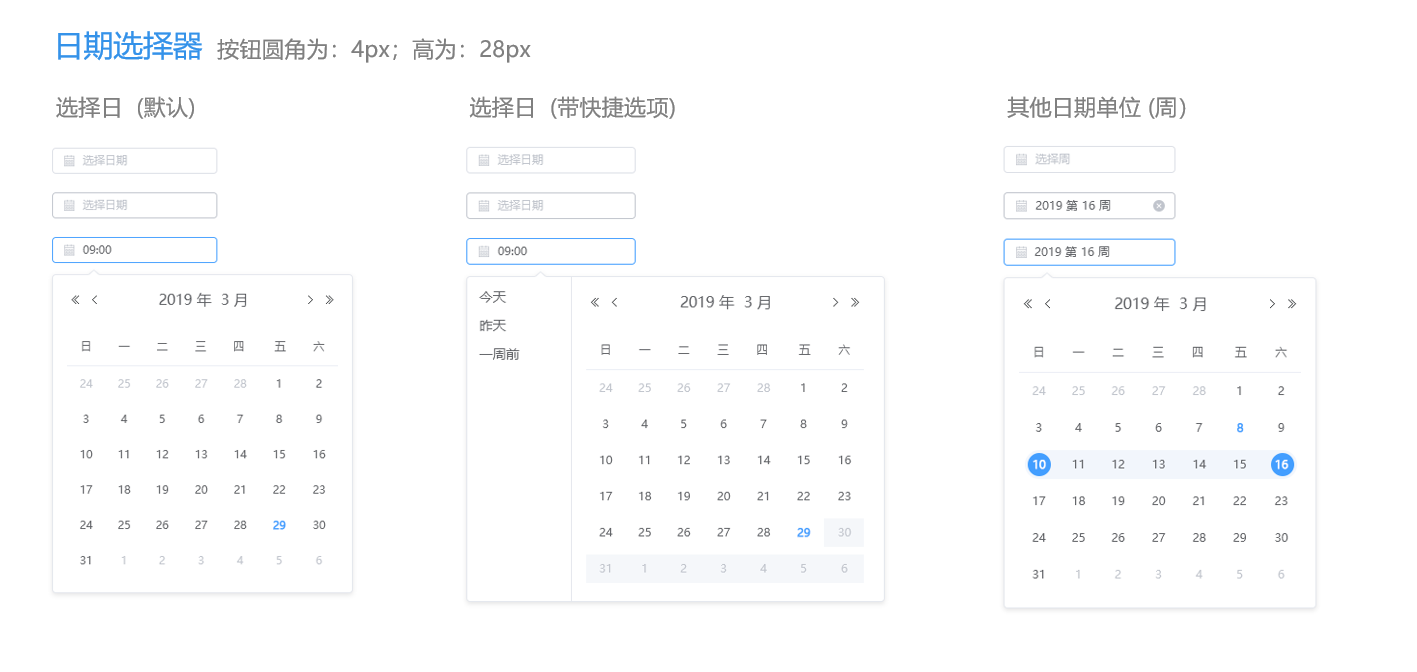 日期选择器 按钮圆角为：4px；高为：28px
选择日（默认）
选择日期
选择日期
09:00
2019 年 3 月
日 一 二 三 四 五 六
24 25 26 27 28 1 2
3 4 5 6 7 8 9
10 11 12 13 14 15 16
17 18 19 20 21 22 23
24 25 26 27 28 29 30
31 1 2 3 4 5 6
选择日（带快捷选项）
选择日期
选择日期
09:00
今天
昨天
一周前
2019 年 3 月
日 一 二 三 四 五 六
24 25 26 27 28 1 2
3 4 5 6 7 8 9
10 11 12 13 14 15 16
17 18 19 20 21 22 23
24 25 26 27 28 29 30
31 1 2 3 4 5 6
其他日期单位 (周）
选择周
2019 第 16 周
2019 第 16 周
2019 年 3 月
日 一 二 三 四 五 六
24 25 26 27 28 1 2
3 4 5 6 7 8 9
10 11 12 13 14 15 16
17 18 19 20 21 22 23
24 25 26 27 28 29 30
31 1 2 3 4 5 6